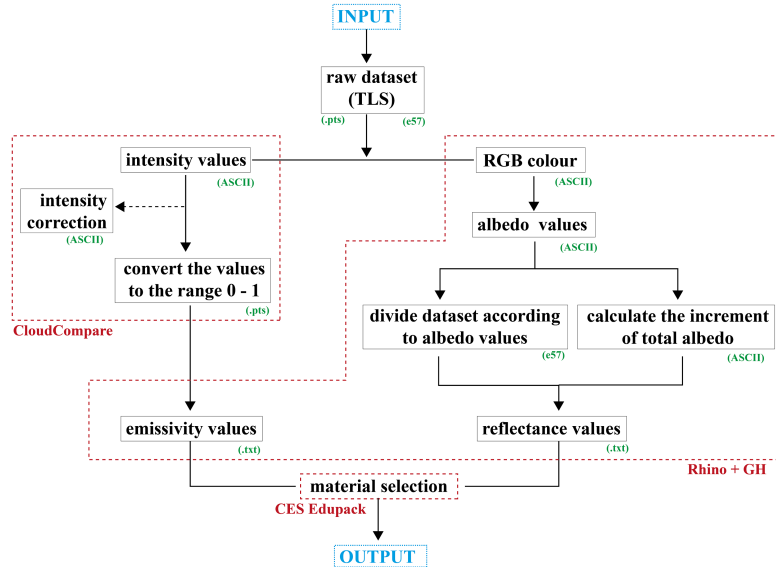 INPUT
raw dataset
(TLS)
(.pts)
(e57)
intensity values
(ASCII)
RGB colour
(ASCII)
intensity
correction
(ASCII)
albedo values
(ASCII)
convert the values
to the range 0 - 1
(.pts)
CloudCompare
divide dataset according
to albedo values
(e57)
calculate the increment
of total albedo
(ASCII)
emissivity values
(.txt)
reflectance values
(.txt)
Rhino + GH
material selection
CES Edupack
OUTPUT